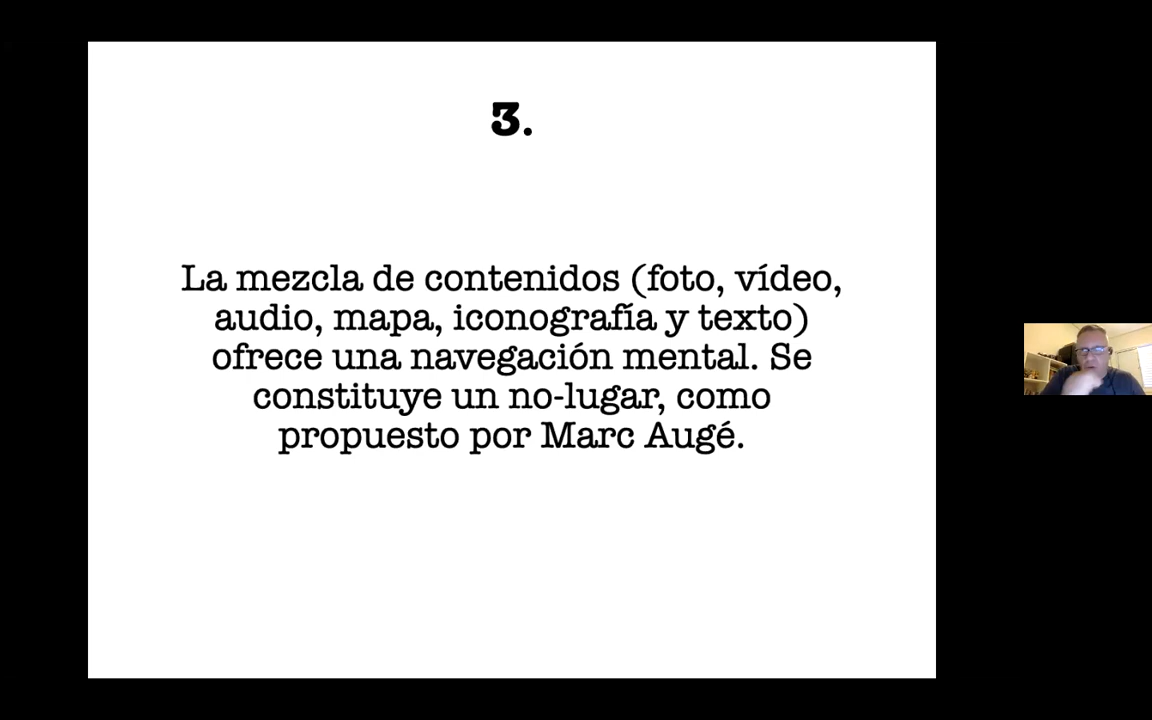 3.
La mezcla de contenidos (foto, vídeo,
audio, mapa, iconografía y texto)
ofrece una navegación mental. Se
constituye un no-lugar, como
propuesto por Marc Augé.